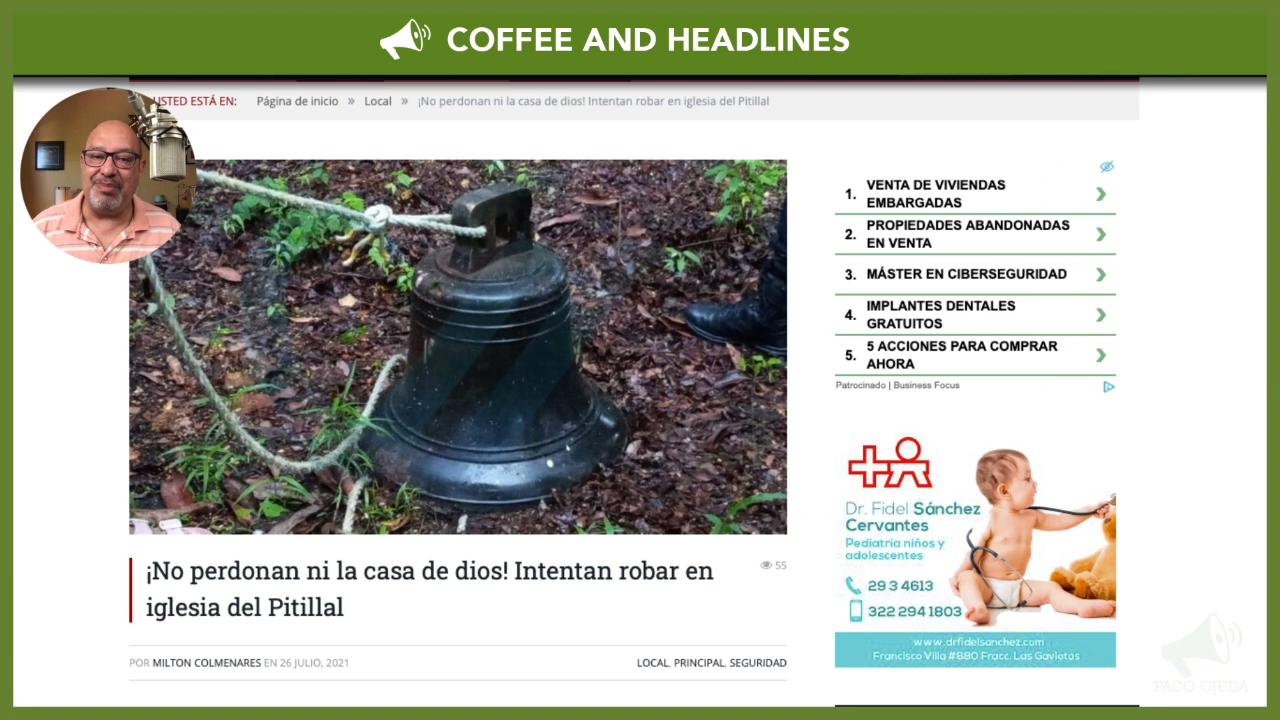 COFFEE AND HEADLINES
USTED ESTÁ EN: Página de inicio » Local » ¡No perdonan ni la casa de dios! Intentan robar en iglesia del Pitillal
1. VENTA DE VIVIENDAS
EMBARGADAS
2. PROPIEDADES ABANDONADAS
EN VENTA
3. MÁSTER EN CIBERSEGURIDAD
4. IMPLANTES DENTALES
GRATUITOS
5. 5 ACCIONES PARA COMPRAR
AHORA
Patrocinado | Business Focus
Dr. Fidel Sánchez
Cervantes
Pediatria niños y
adolescentes
29 3 4613
322 294 1803
www.drfidelsanchez.com
Francisco Villa #880 Fracc. Las Gaviotas
¡No perdonan ni la casa de dios! Intentan robar en
iglesia del Pitillal
55
POR MILTON COLMENARES EN 26 JULIO, 2021
LOCAL, PRINCIPAL, SEGURIDAD
PACO OJEDA